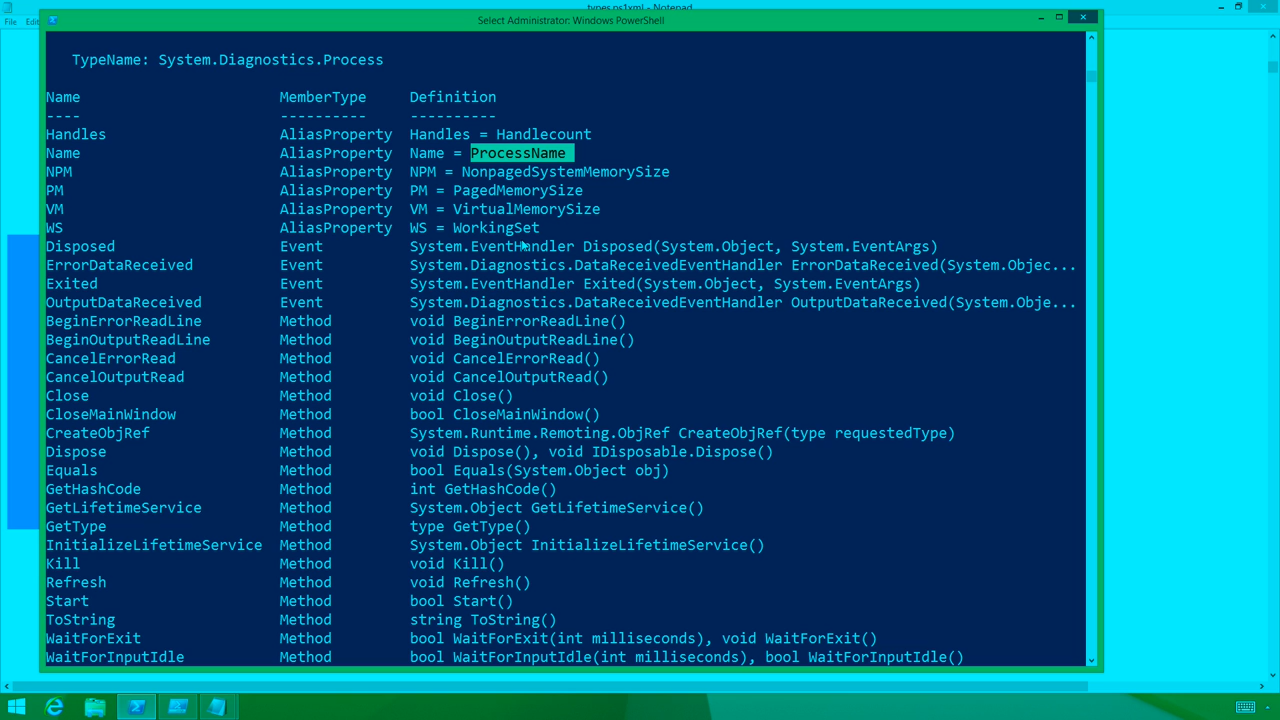 types.ps1xml - Notepad
File Edit
Select Administrator: Windows PowerShell
TypeName: System.Diagnostics.Process
Name MemberType Definition
---- ---------- ----------
Handles AliasProperty Handles = Handlecount
Name AliasProperty Name = ProcessName
NPM AliasProperty NPM = NonpagedSystemMemorySize
PM AliasProperty PM = PagedMemorySize
VM AliasProperty VM = VirtualMemorySize
WS AliasProperty WS = WorkingSet
Disposed Event System.EventHandler Disposed(System.Object, System.EventArgs)
ErrorDataReceived Event System.Diagnostics.DataReceivedEventHandler ErrorDataReceived(System.Objec...
Exited Event System.EventHandler Exited(System.Object, System.EventArgs)
OutputDataReceived Event System.Diagnostics.DataReceivedEventHandler OutputDataReceived(System.Obje...
BeginErrorReadLine Method void BeginErrorReadLine()
BeginOutputReadLine Method void BeginOutputReadLine()
CancelErrorRead Method void CancelErrorRead()
CancelOutputRead Method void CancelOutputRead()
Close Method void Close()
CloseMainWindow Method bool CloseMainWindow()
CreateObjRef Method System.Runtime.Remoting.ObjRef CreateObjRef(type requestedType)
Dispose Method void Dispose(), void IDisposable.Dispose()
Equals Method bool Equals(System.Object obj)
GetHashCode Method int GetHashCode()
GetLifetimeService Method System.Object GetLifetimeService()
GetType Method type GetType()
InitializeLifetimeService Method System.Object InitializeLifetimeService()
Kill Method void Kill()
Refresh Method void Refresh()
Start Method bool Start()
ToString Method string ToString()
WaitForExit Method bool WaitForExit(int milliseconds), void WaitForExit()
WaitForInputIdle Method bool WaitForInputIdle(int milliseconds), bool WaitForInputIdle()